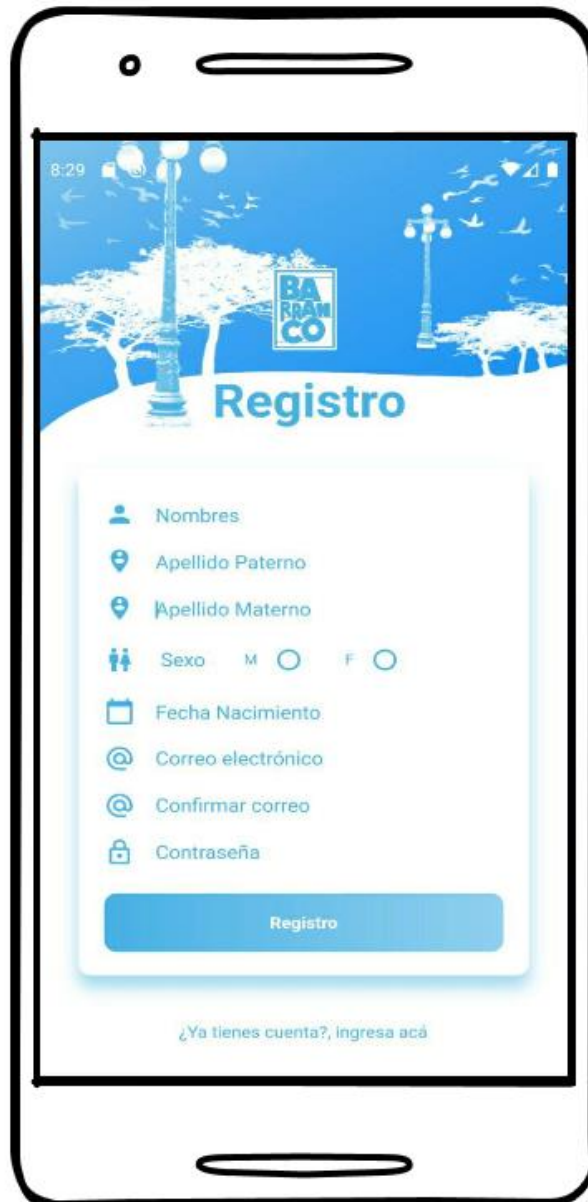 8:29
BA
RRAN
CO
Registro
Nombres
Apellido Paterno
Apellido Materno
Sexo M F
Fecha Nacimiento
Correo electrónico
Confirmar correo
Contraseña
Registro
¿Ya tienes cuenta?, ingresa acá